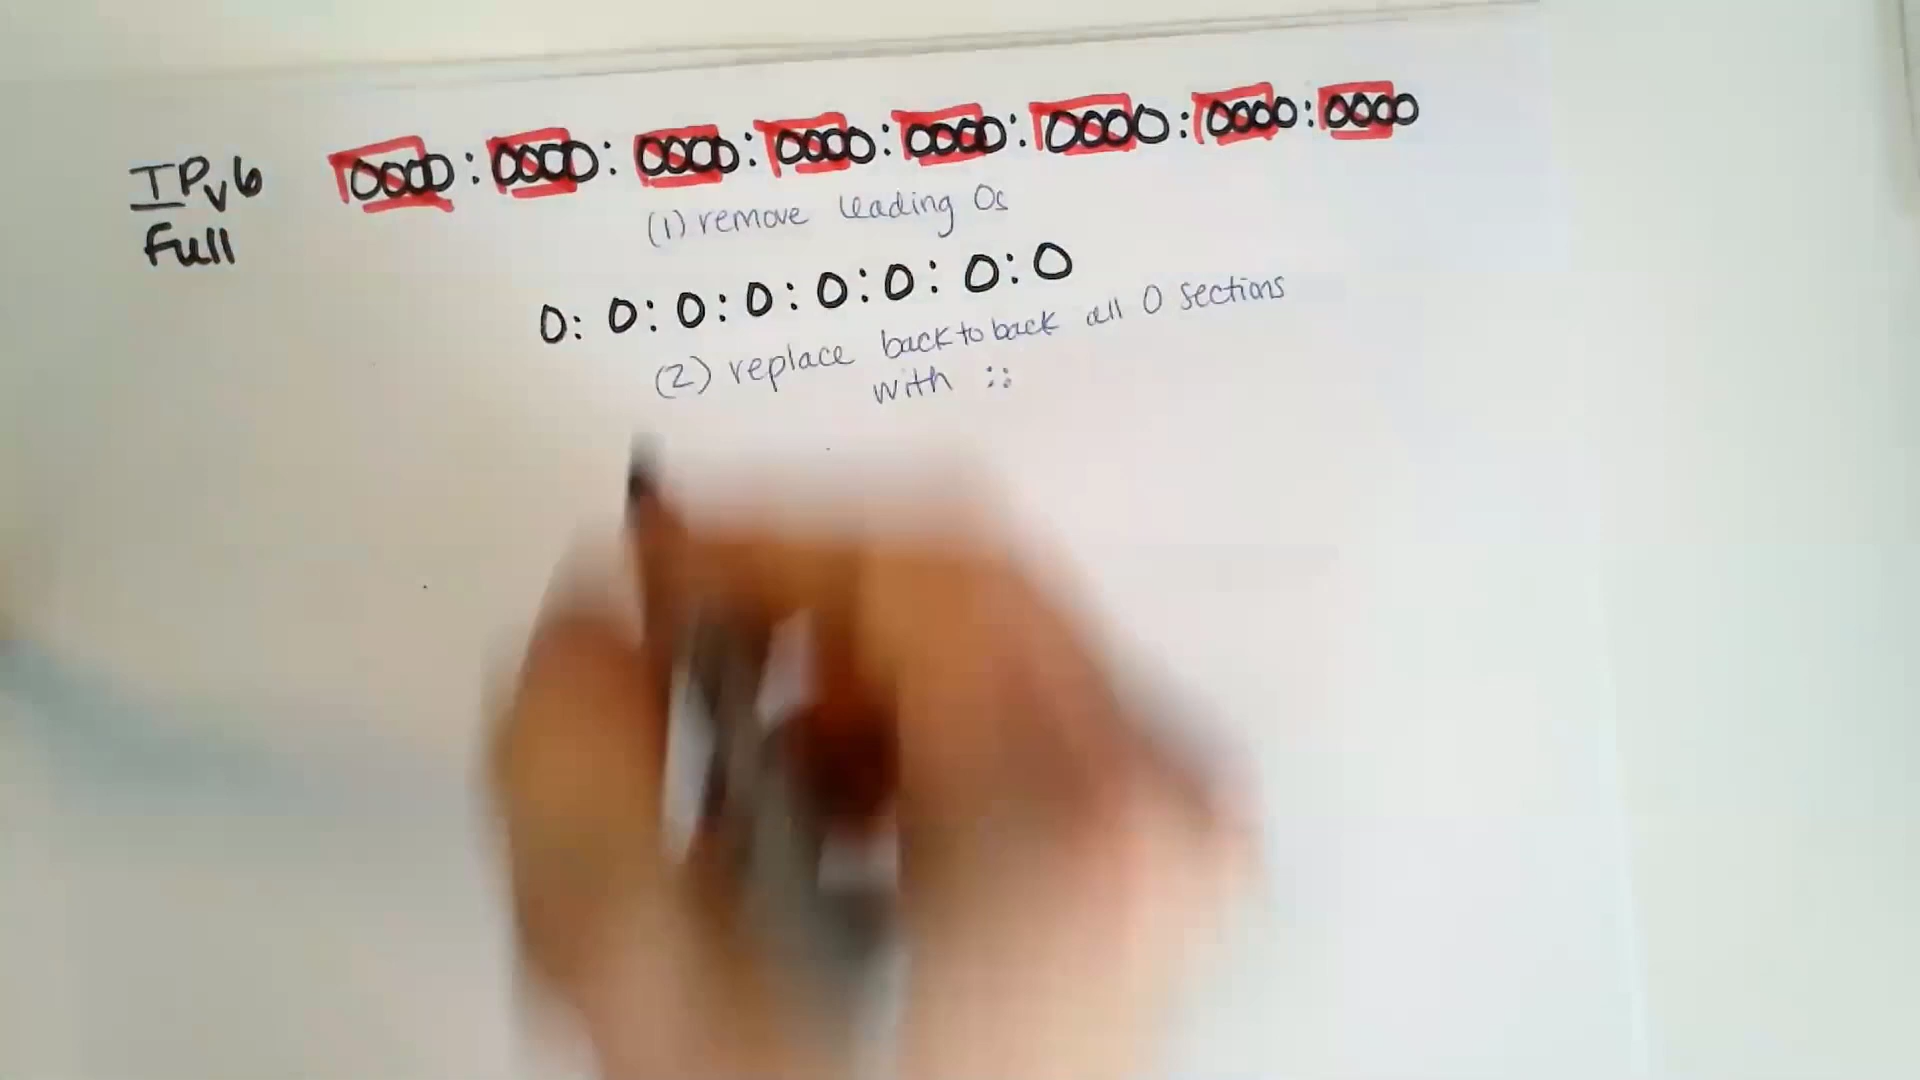 IPv6 0000:0000:0000:0000:0000:0000:0000:0000
Full
(1) remove leading 0s
0:0:0:0:0:0:0:0
(2) replace back to back all 0 sections
with ::